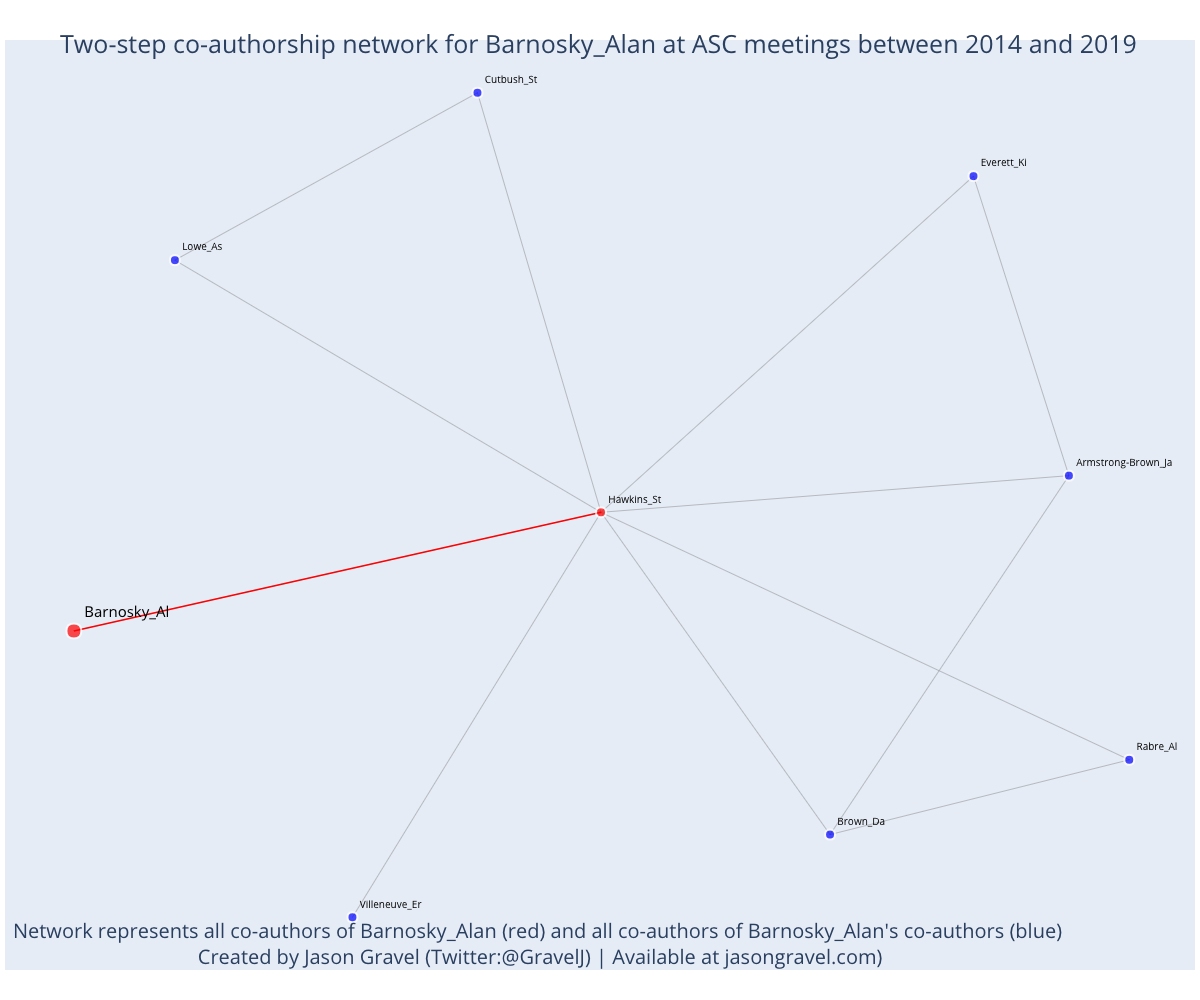 Two-step co-authorship network for Barnosky_Alan at ASC meetings between 2014 and 2019
Cutbush_St
Everett_Ki
Lowe_As
Armstrong-Brown_Ja
Hawkins_St
Barnosky_Al
Rabre_Al
Brown_Da
Villeneuve_Er
Network represents all co-authors of Barnosky_Alan (red) and all co-authors of Barnosky_Alan's co-authors (blue)
Created by Jason Gravel (Twitter:@GravelJ) | Available at jasongravel.com)